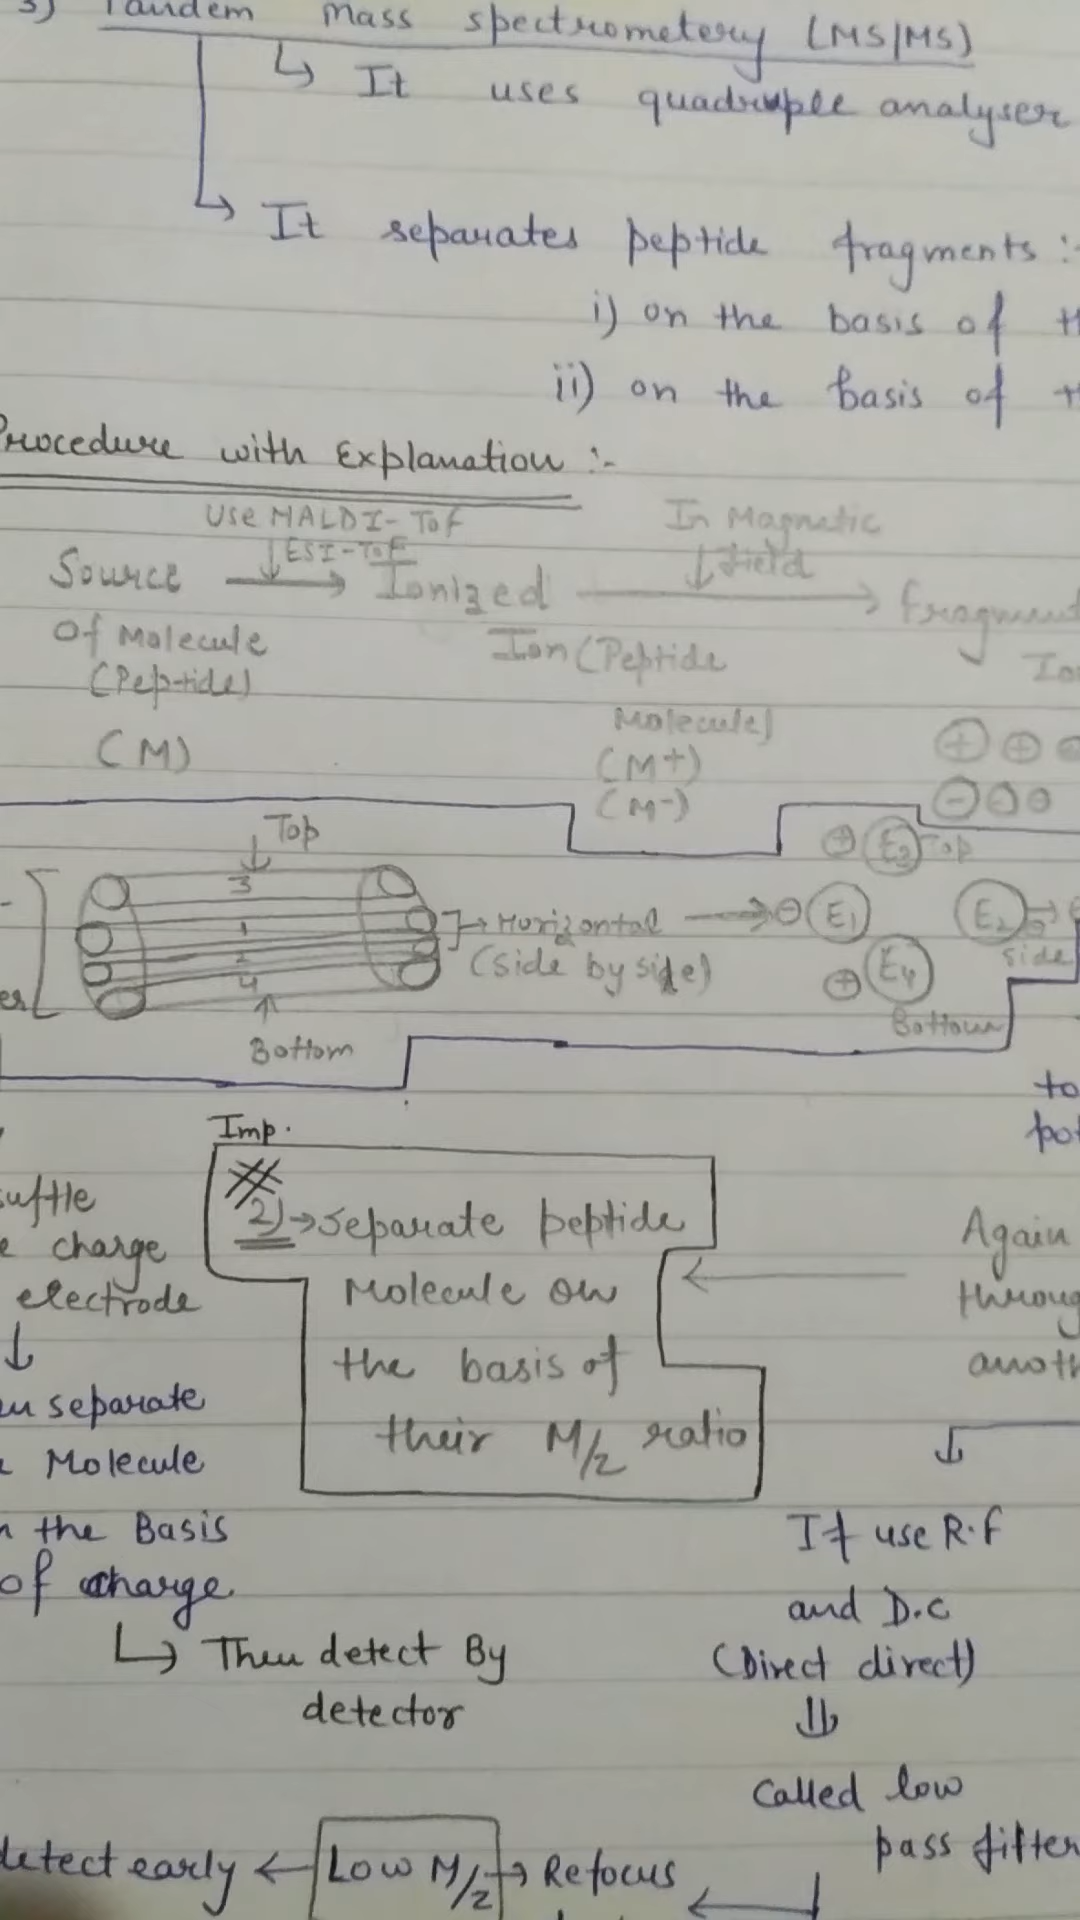 3) Tandem Mass spectrometery (MS/MS)
↳ It uses quadruple analyser
↳ It separates peptide fragments :-
i) on the basis of
ii) on the basis of
Procedure with Explanation :-
Use MALDI-ToF
ESI-ToF
In Magnetic
field
Source → Ionized →
Of Molecule
(Peptide)
Ion (Peptide
Molecule)
(M)
(M+)
(M-)
Top
3
1
2
4
Bottom
Horizontal
(side by side)
+ E3 Top
- E1
E2
side
+ E4
Bottom
to
Imp.
2) → Separate peptide
Molecule on
the basis of
their M/Z ratio
charge
electrode
↓
separate
Molecule
the Basis
of charge
↳ Then detect By
detector
Again
It use R.f
and D.C
(Direct direct)
⇓
Called low
pass filter
detect early ← Low M/Z → Refocus